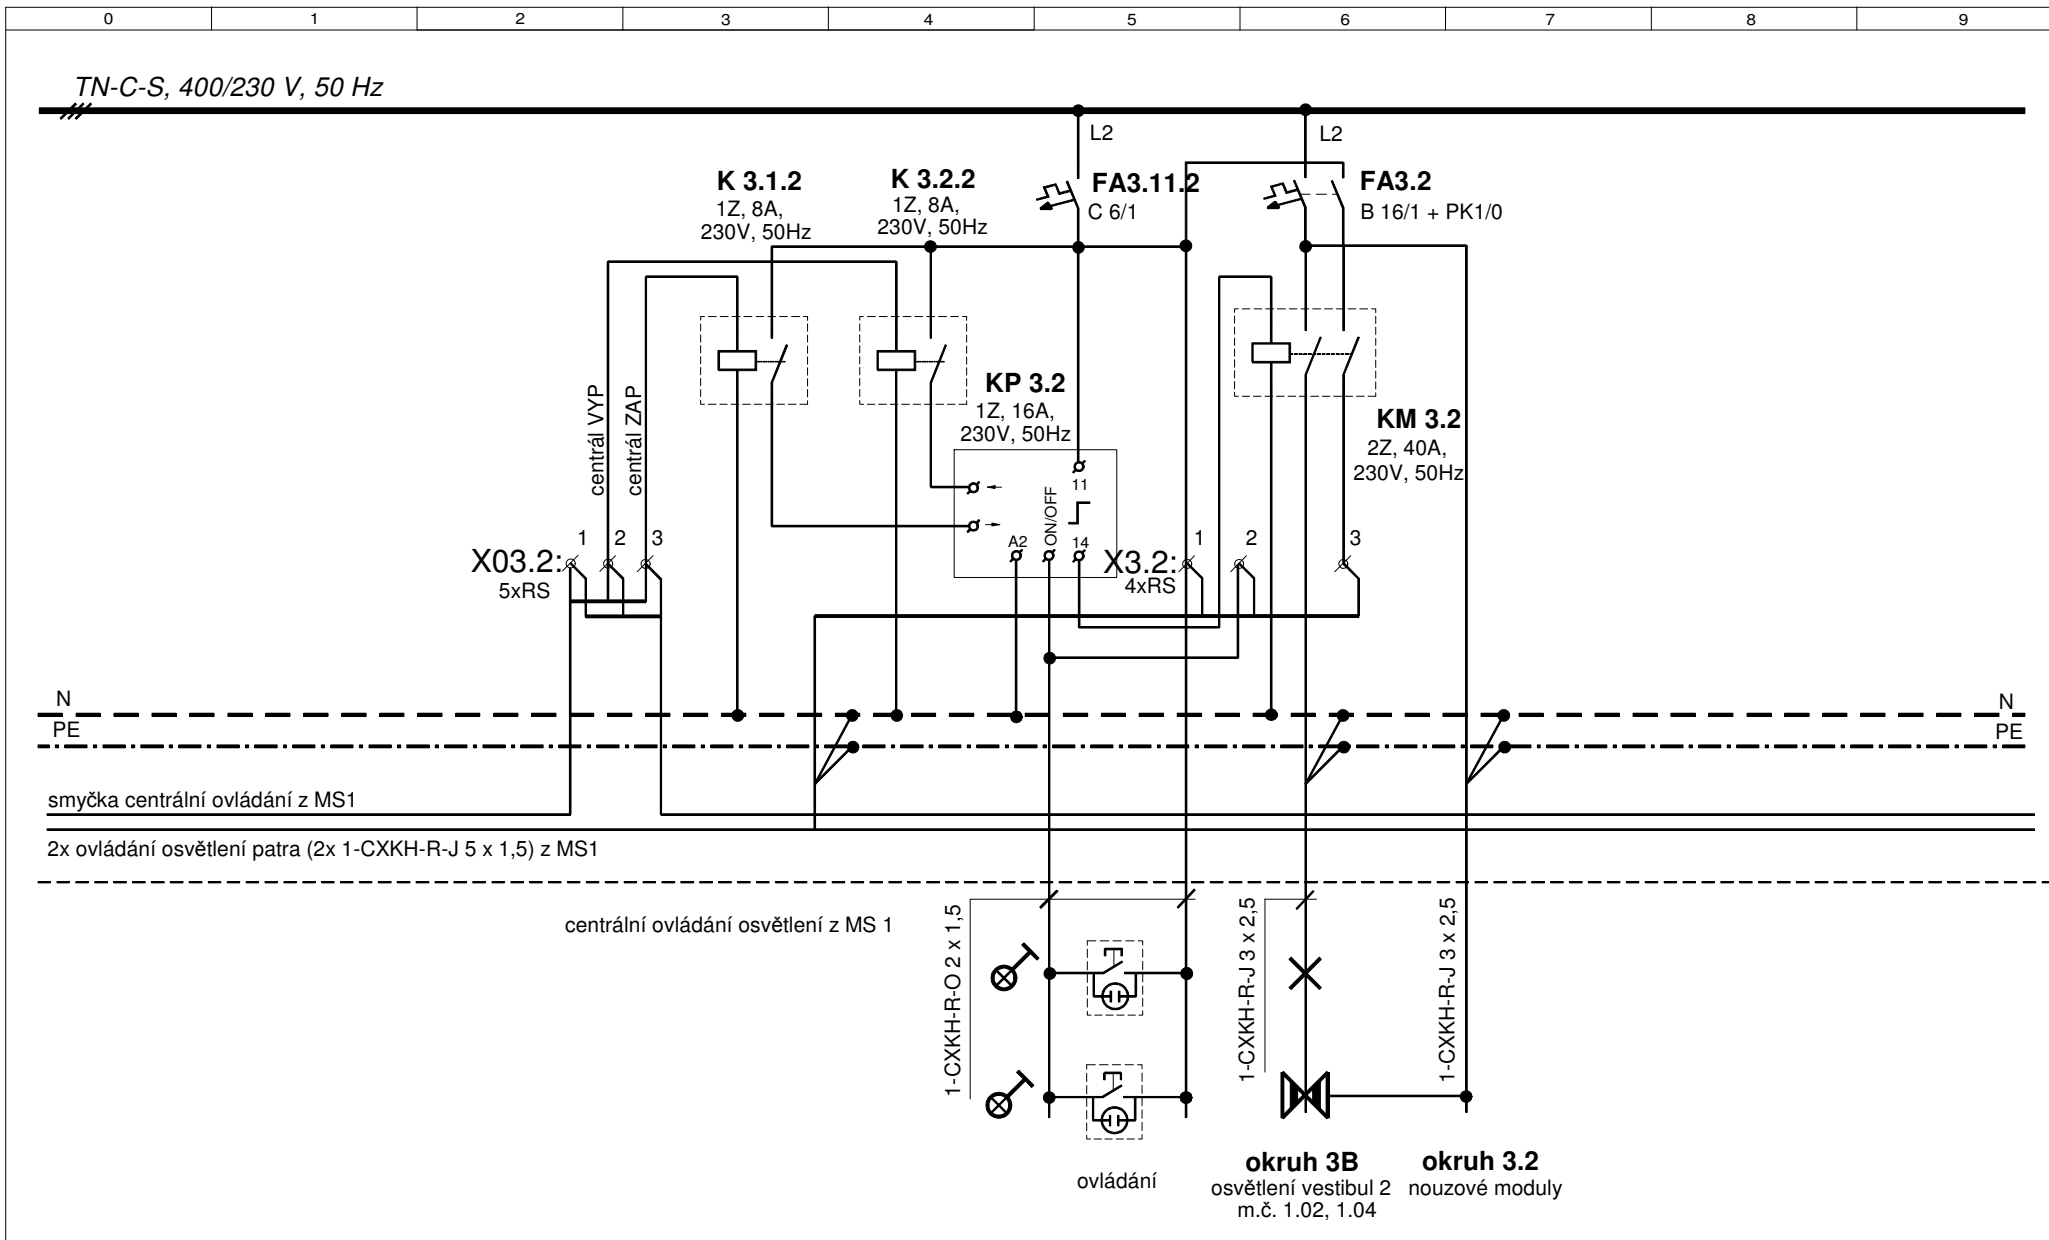 0 1 2 3 4 5 6 7 8 9
TN-C-S, 400/230 V, 50 Hz
L2
L2
K 3.1.2
1Z, 8A,
230V, 50Hz
K 3.2.2
1Z, 8A,
230V, 50Hz
FA3.11.2
C 6/1
FA3.2
B 16/1 + PK1/0
centrál VYP
centrál ZAP
KP 3.2
1Z, 16A,
230V, 50Hz
KM 3.2
2Z, 40A,
230V, 50Hz
11
ON/OFF
A2
14
X03.2:
5xRS
1 2 3
X3.2:
4xRS
1 2 3
N
PE
N
PE
smyčka centrální ovládání z MS1
2x ovládání osvětlení patra (2x 1-CXKH-R-J 5 x 1,5) z MS1
centrální ovládání osvětlení z MS 1
1-CXKH-R-O 2 x 1,5
1-CXKH-R-J 3 x 2,5
1-CXKH-R-J 3 x 2,5
ovládání
okruh 3B
osvětlení vestibul 2
m.č. 1.02, 1.04
okruh 3.2
nouzové moduly